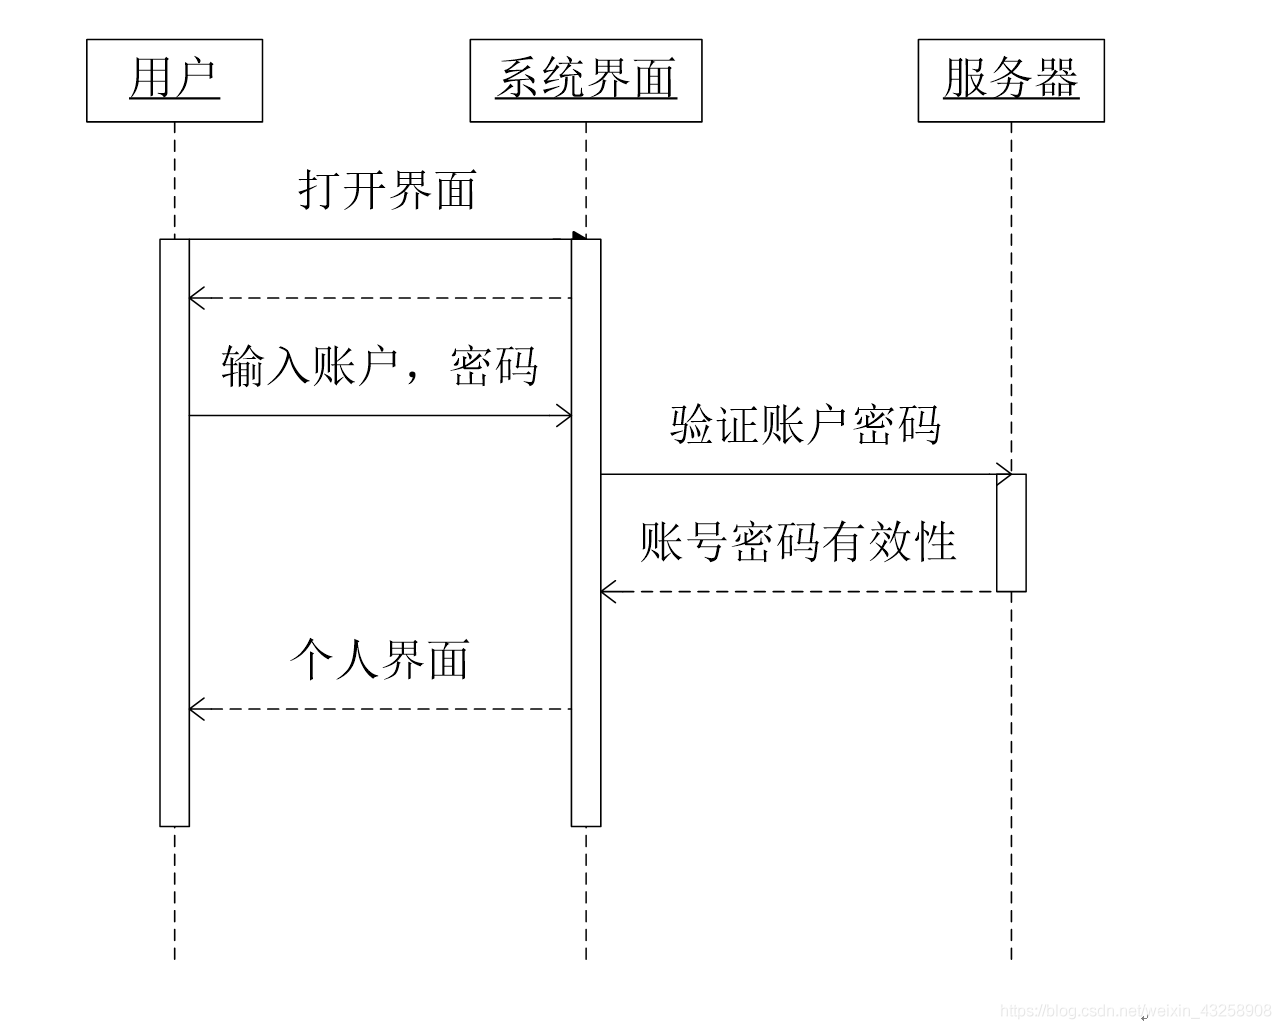 用户
系统界面
服务器
打开界面
输入账户，密码
验证账户密码
账号密码有效性
个人界面
https://blog.csdn.net/weixin_43258908